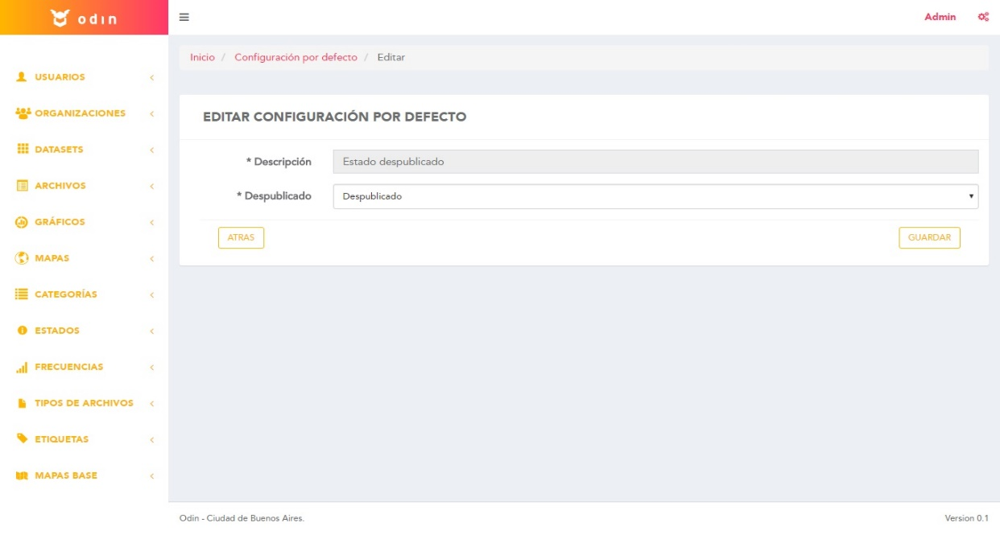 odin
Admin
Inicio / Configuración por defecto / Editar
USUARIOS
ORGANIZACIONES
DATASETS
ARCHIVOS
GRÁFICOS
MAPAS
CATEGORÍAS
ESTADOS
FRECUENCIAS
TIPOS DE ARCHIVOS
ETIQUETAS
MAPAS BASE
EDITAR CONFIGURACIÓN POR DEFECTO
* Descripción Estado despublicado
* Despublicado Despublicado
ATRAS GUARDAR
Odin - Ciudad de Buenos Aires. Version 0.1